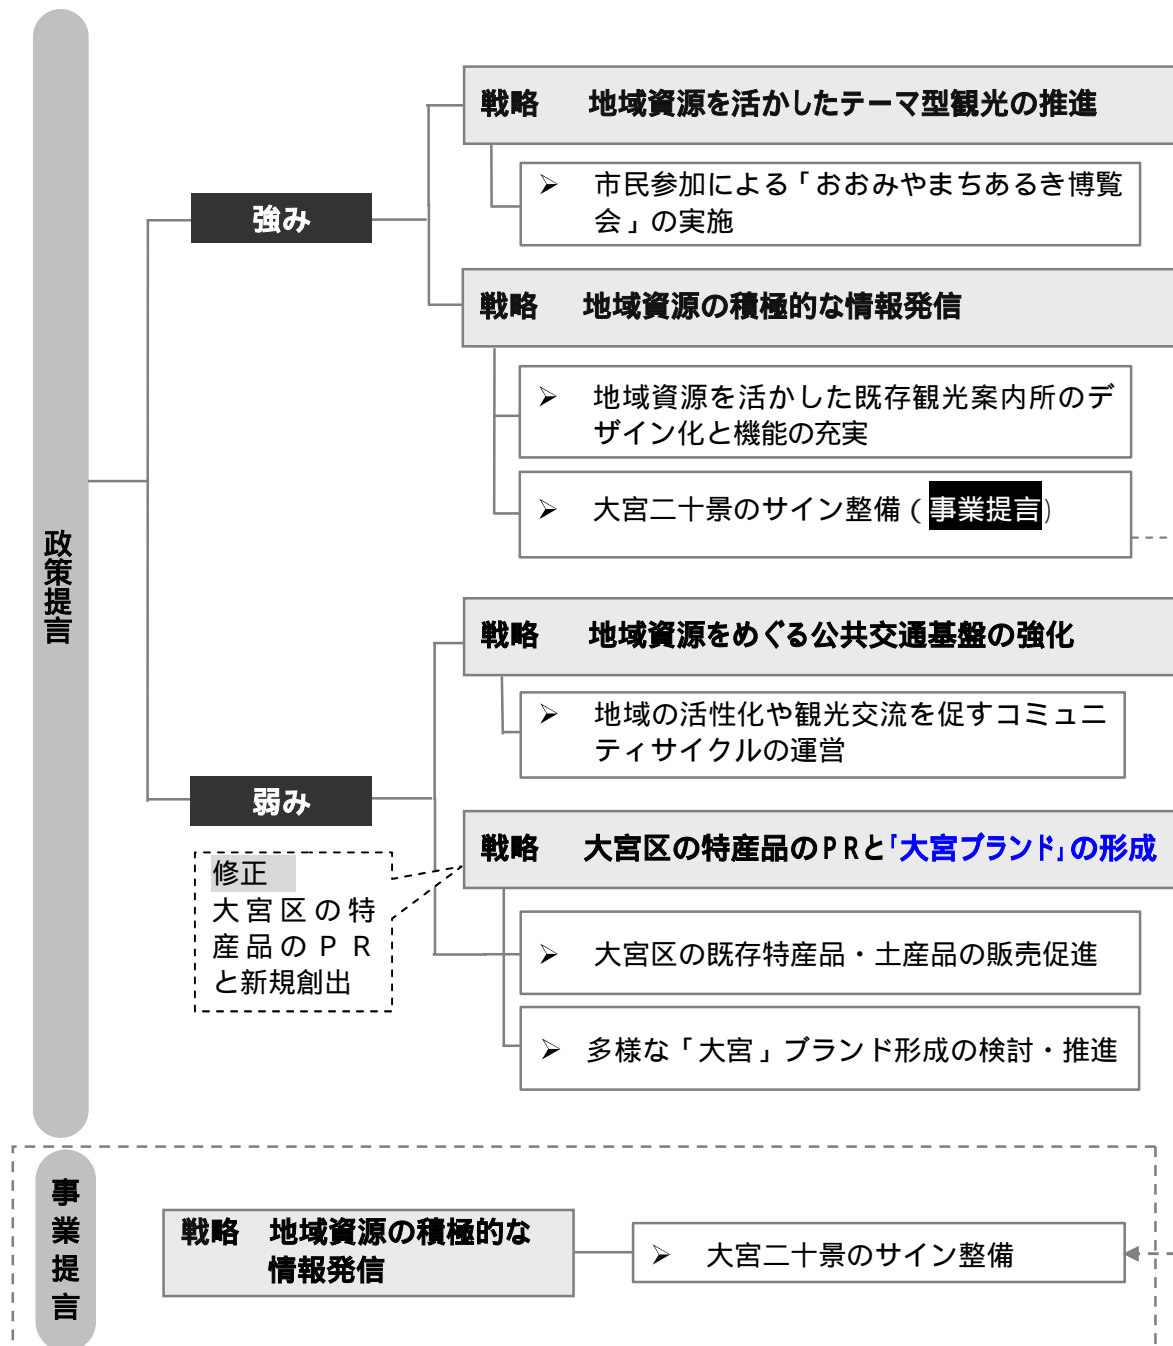 政策提言
強み
戦略 地域資源を活かしたテーマ型観光の推進
➢ 市民参加による「おおみやまちあるき博覧
会」の実施
戦略 地域資源の積極的な情報発信
➢ 地域資源を活かした既存観光案内所のデ
ザイン化と機能の充実
➢ 大宮二十景のサイン整備（事業提言）
弱み
戦略 地域資源をめぐる公共交通基盤の強化
➢ 地域の活性化や観光交流を促すコミュニ
ティサイクルの運営
戦略 大宮区の特産品のPRと「大宮ブランド」の形成
修正
大宮区の特
産品のＰＲ
と新規創出
➢ 大宮区の既存特産品・土産品の販売促進
➢ 多様な「大宮」ブランド形成の検討・推進
事業提言
戦略 地域資源の積極的な
情報発信
➢ 大宮二十景のサイン整備